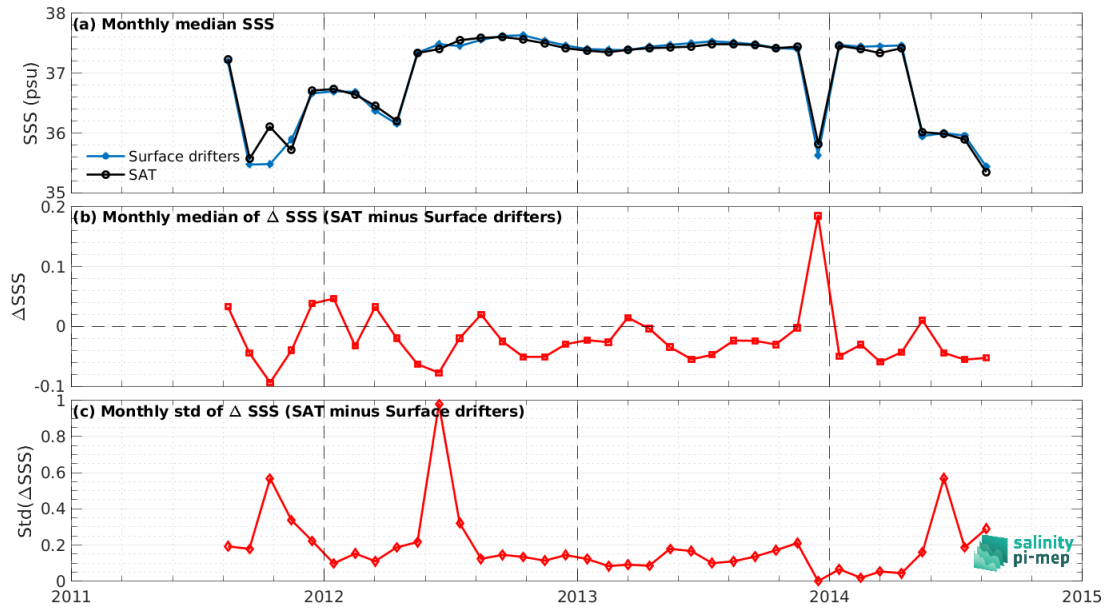 (a) Monthly median SSS
38
37
36
35
SSS (psu)
Surface drifters
SAT
(b) Monthly median of Δ SSS (SAT minus Surface drifters)
0.2
0.1
0
-0.1
ΔSSS
(c) Monthly std of Δ SSS (SAT minus Surface drifters)
1
0.8
0.6
0.4
0.2
0
Std(ΔSSS)
salinity
pi-mep
2011
2012
2013
2014
2015